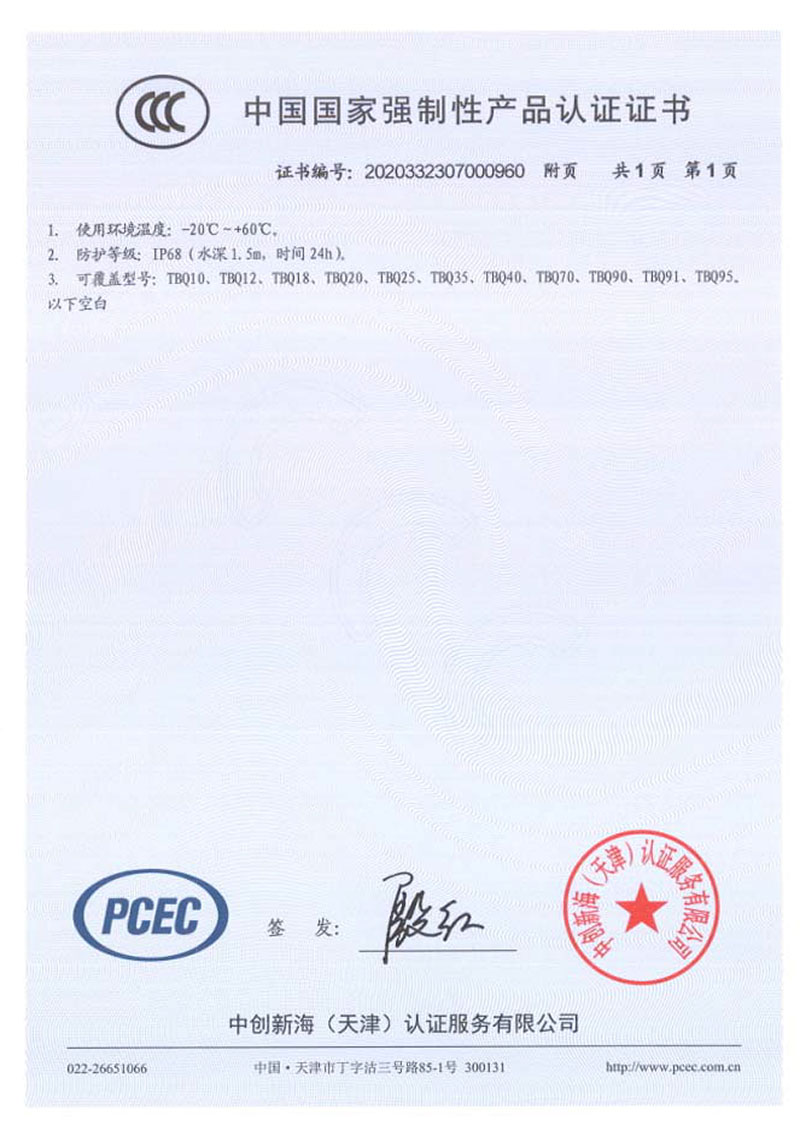 CCC
中国国家强制性产品认证证书
证书编号：2020332307000960 附页 共1页 第1页
1. 使用环境温度：-20℃～+60℃。
2. 防护等级：IP68（水深1.5m，时间24h）。
3. 可覆盖型号：TBQ10、TBQ12、TBQ18、TBQ20、TBQ25、TBQ35、TBQ40、TBQ70、TBQ90、TBQ91、TBQ95。
以下空白
PCEC
签 发：
殷红
中创新海（天津）认证服务有限公司
中创新海（天津）认证服务有限公司
022-26651066 中国·天津市丁字沽三号路85-1号 300131 http://www.pcec.com.cn